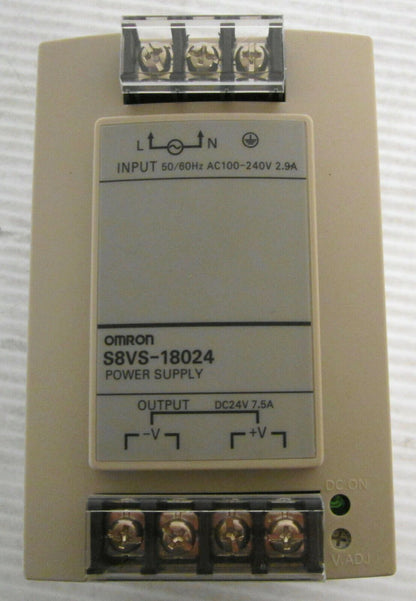 L N
INPUT 50/60Hz AC100-240V 2.9A
OMRON
S8VS-18024
POWER SUPPLY
OUTPUT DC24V 7.5A
-V +V
DC ON
V.ADJ